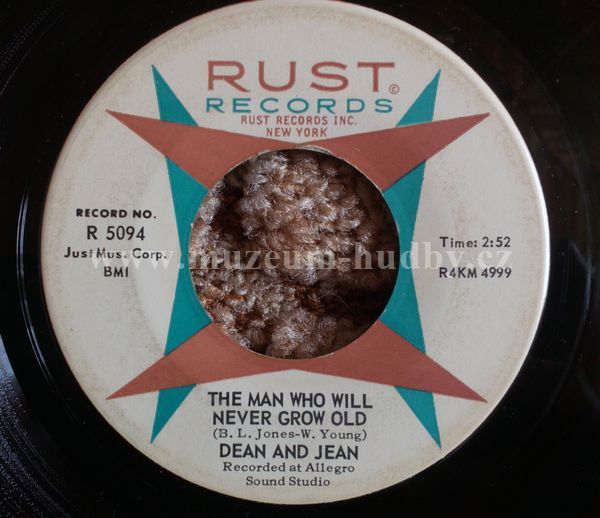 RUST©
RECORDS
RUST RECORDS INC.
NEW YORK
RECORD NO.
R 5094
Just Mus. Corp.
BMI
Time: 2:52
R4KM 4999
www.muzeum-hudby.cz
THE MAN WHO WILL
NEVER GROW OLD
(B. L. Jones-W. Young)
DEAN AND JEAN
Recorded at Allegro
Sound Studio